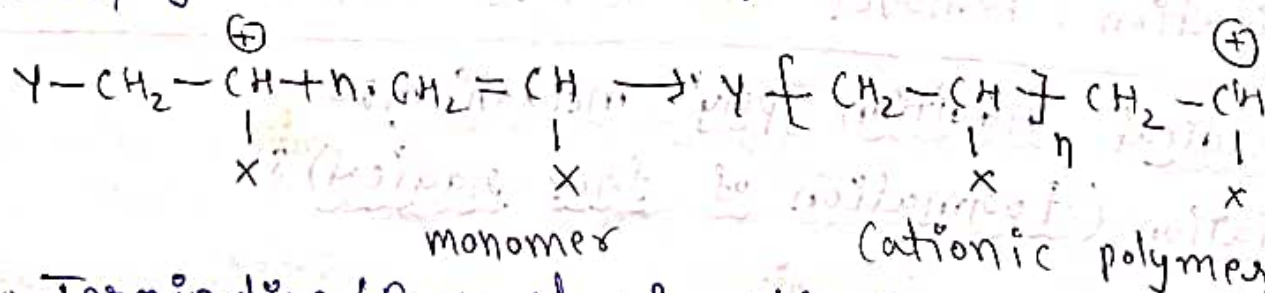 ⊕ ⊕
Y-CH₂-CH+n.CH₂=CH → Y-[CH₂-CH-]ₙ-CH₂-CH
X X X X
monomer Cationic polymer